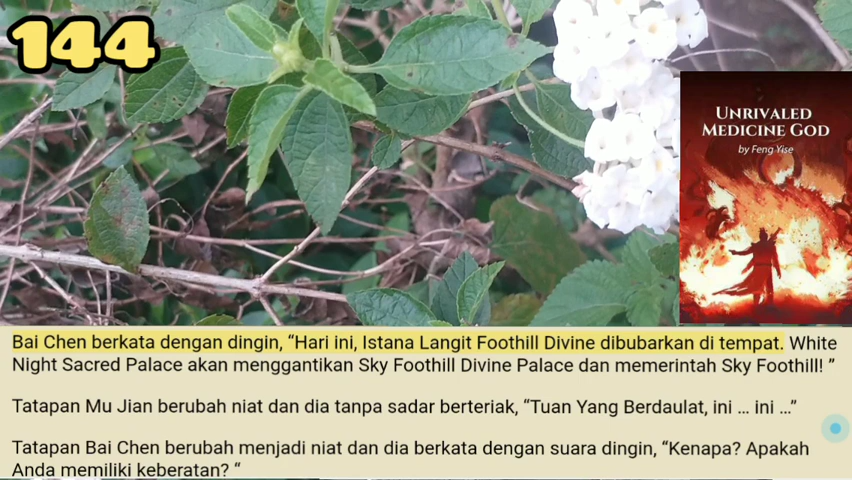 144
UNRIVALED
MEDICINE GOD
by Feng Yise
Bai Chen berkata dengan dingin, “Hari ini, Istana Langit Foothill Divine dibubarkan di tempat. White
Night Sacred Palace akan menggantikan Sky Foothill Divine Palace dan memerintah Sky Foothill! ”
Tatapan Mu Jian berubah niat dan dia tanpa sadar berteriak, “Tuan Yang Berdaulat, ini … ini …”
Tatapan Bai Chen berubah menjadi niat dan dia berkata dengan suara dingin, “Kenapa? Apakah
Anda memiliki keberatan? “